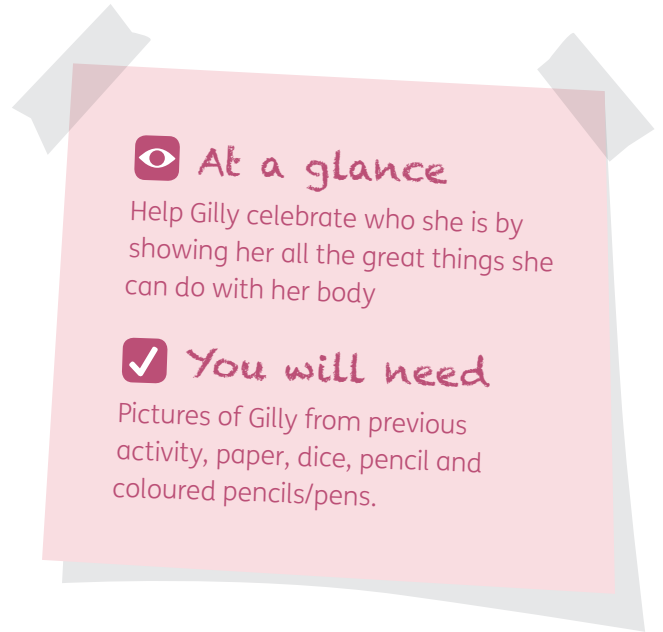 At a glance
Help Gilly celebrate who she is by
showing her all the great things she
can do with her body
You will need
Pictures of Gilly from previous
activity, paper, dice, pencil and
coloured pencils/pens.